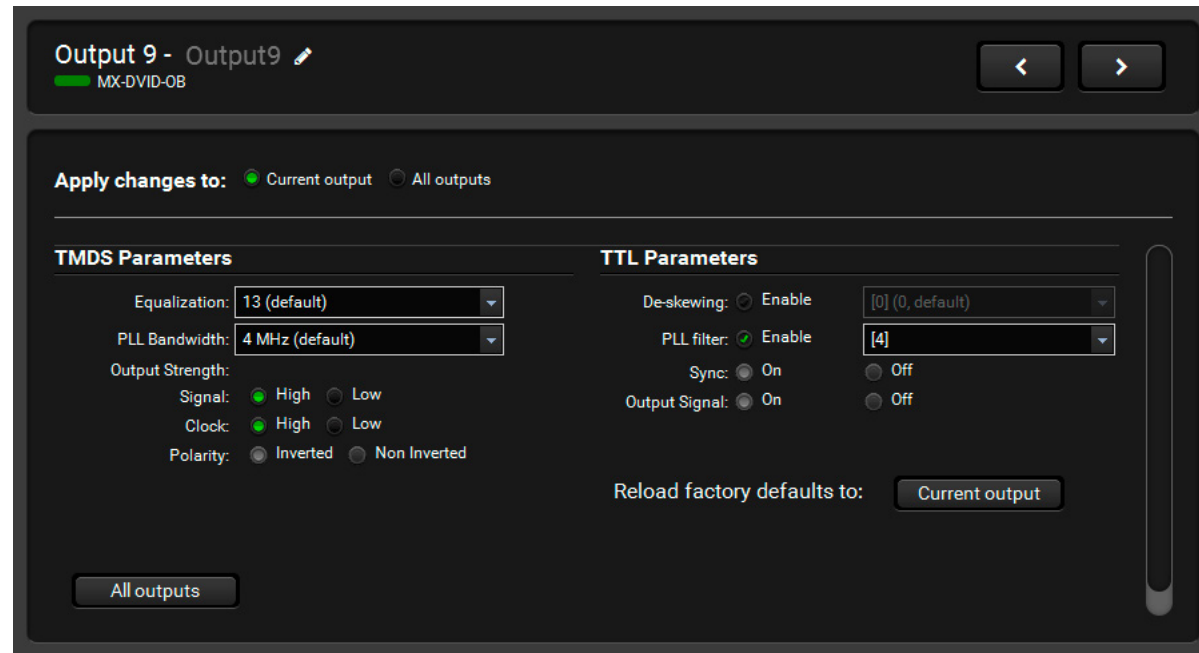 Output 9 - Output9
MX-DVID-OB
Apply changes to: Current output All outputs
TMDS Parameters
Equalization: 13 (default)
PLL Bandwidth: 4 MHz (default)
Output Strength:
Signal: High Low
Clock: High Low
Polarity: Inverted Non Inverted
TTL Parameters
De-skewing: Enable [0] (0, default)
PLL filter: Enable [4]
Sync: On Off
Output Signal: On Off
Reload factory defaults to: Current output
All outputs